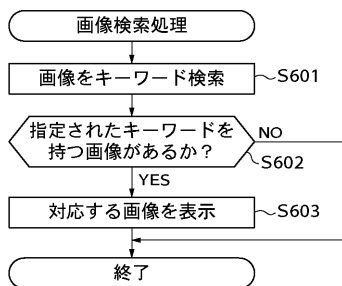 画像検索処理
画像をキーワード検索
S601
指定されたキーワードを
持つ画像があるか？
NO
S602
YES
対応する画像を表示
S603
終了